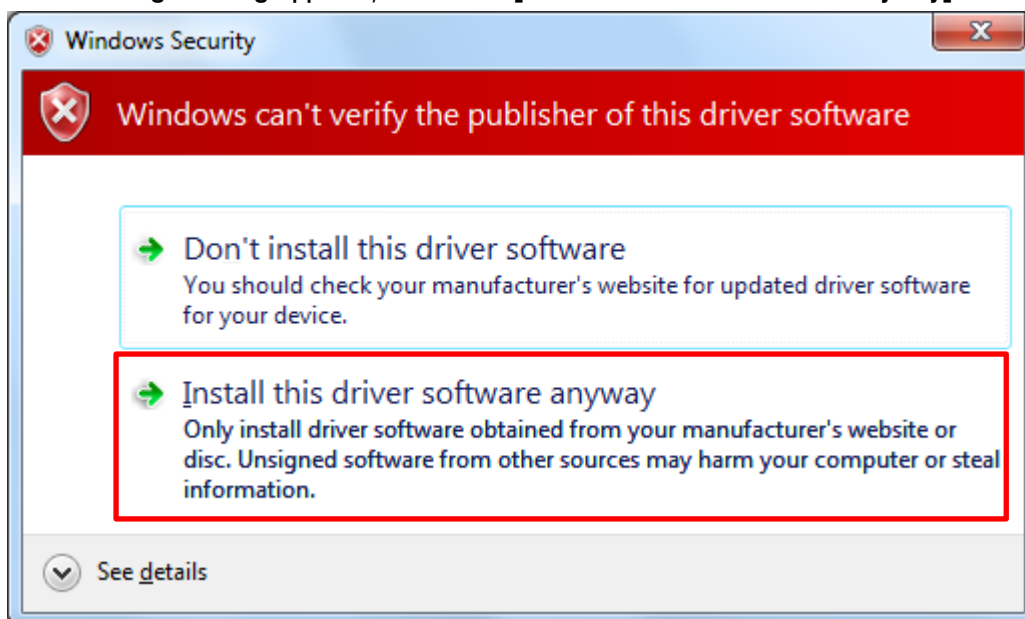 Windows Security
Windows can't verify the publisher of this driver software
Don't install this driver software
You should check your manufacturer's website for updated driver software
for your device.
Install this driver software anyway
Only install driver software obtained from your manufacturer's website or
disc. Unsigned software from other sources may harm your computer or steal
information.
See details